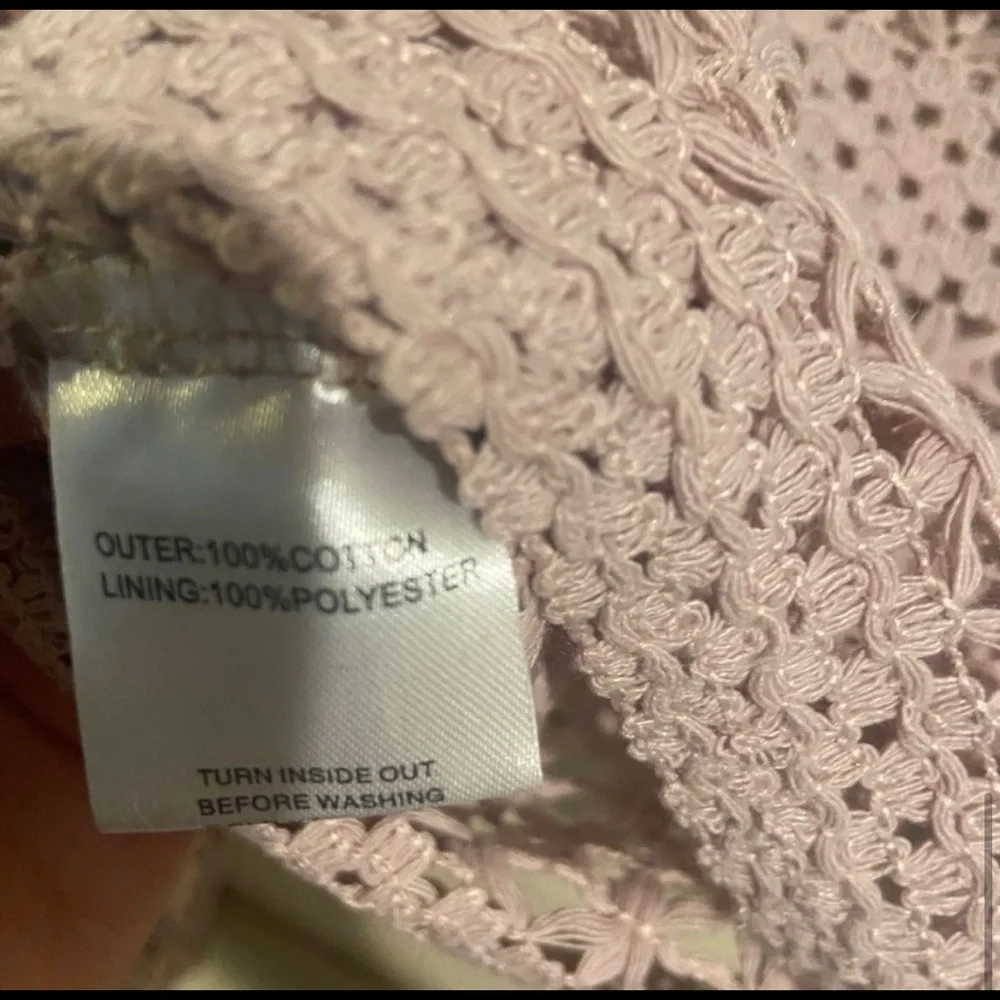 OUTER:100%COTTON
LINING:100%POLYESTER
TURN INSIDE OUT
BEFORE WASHING